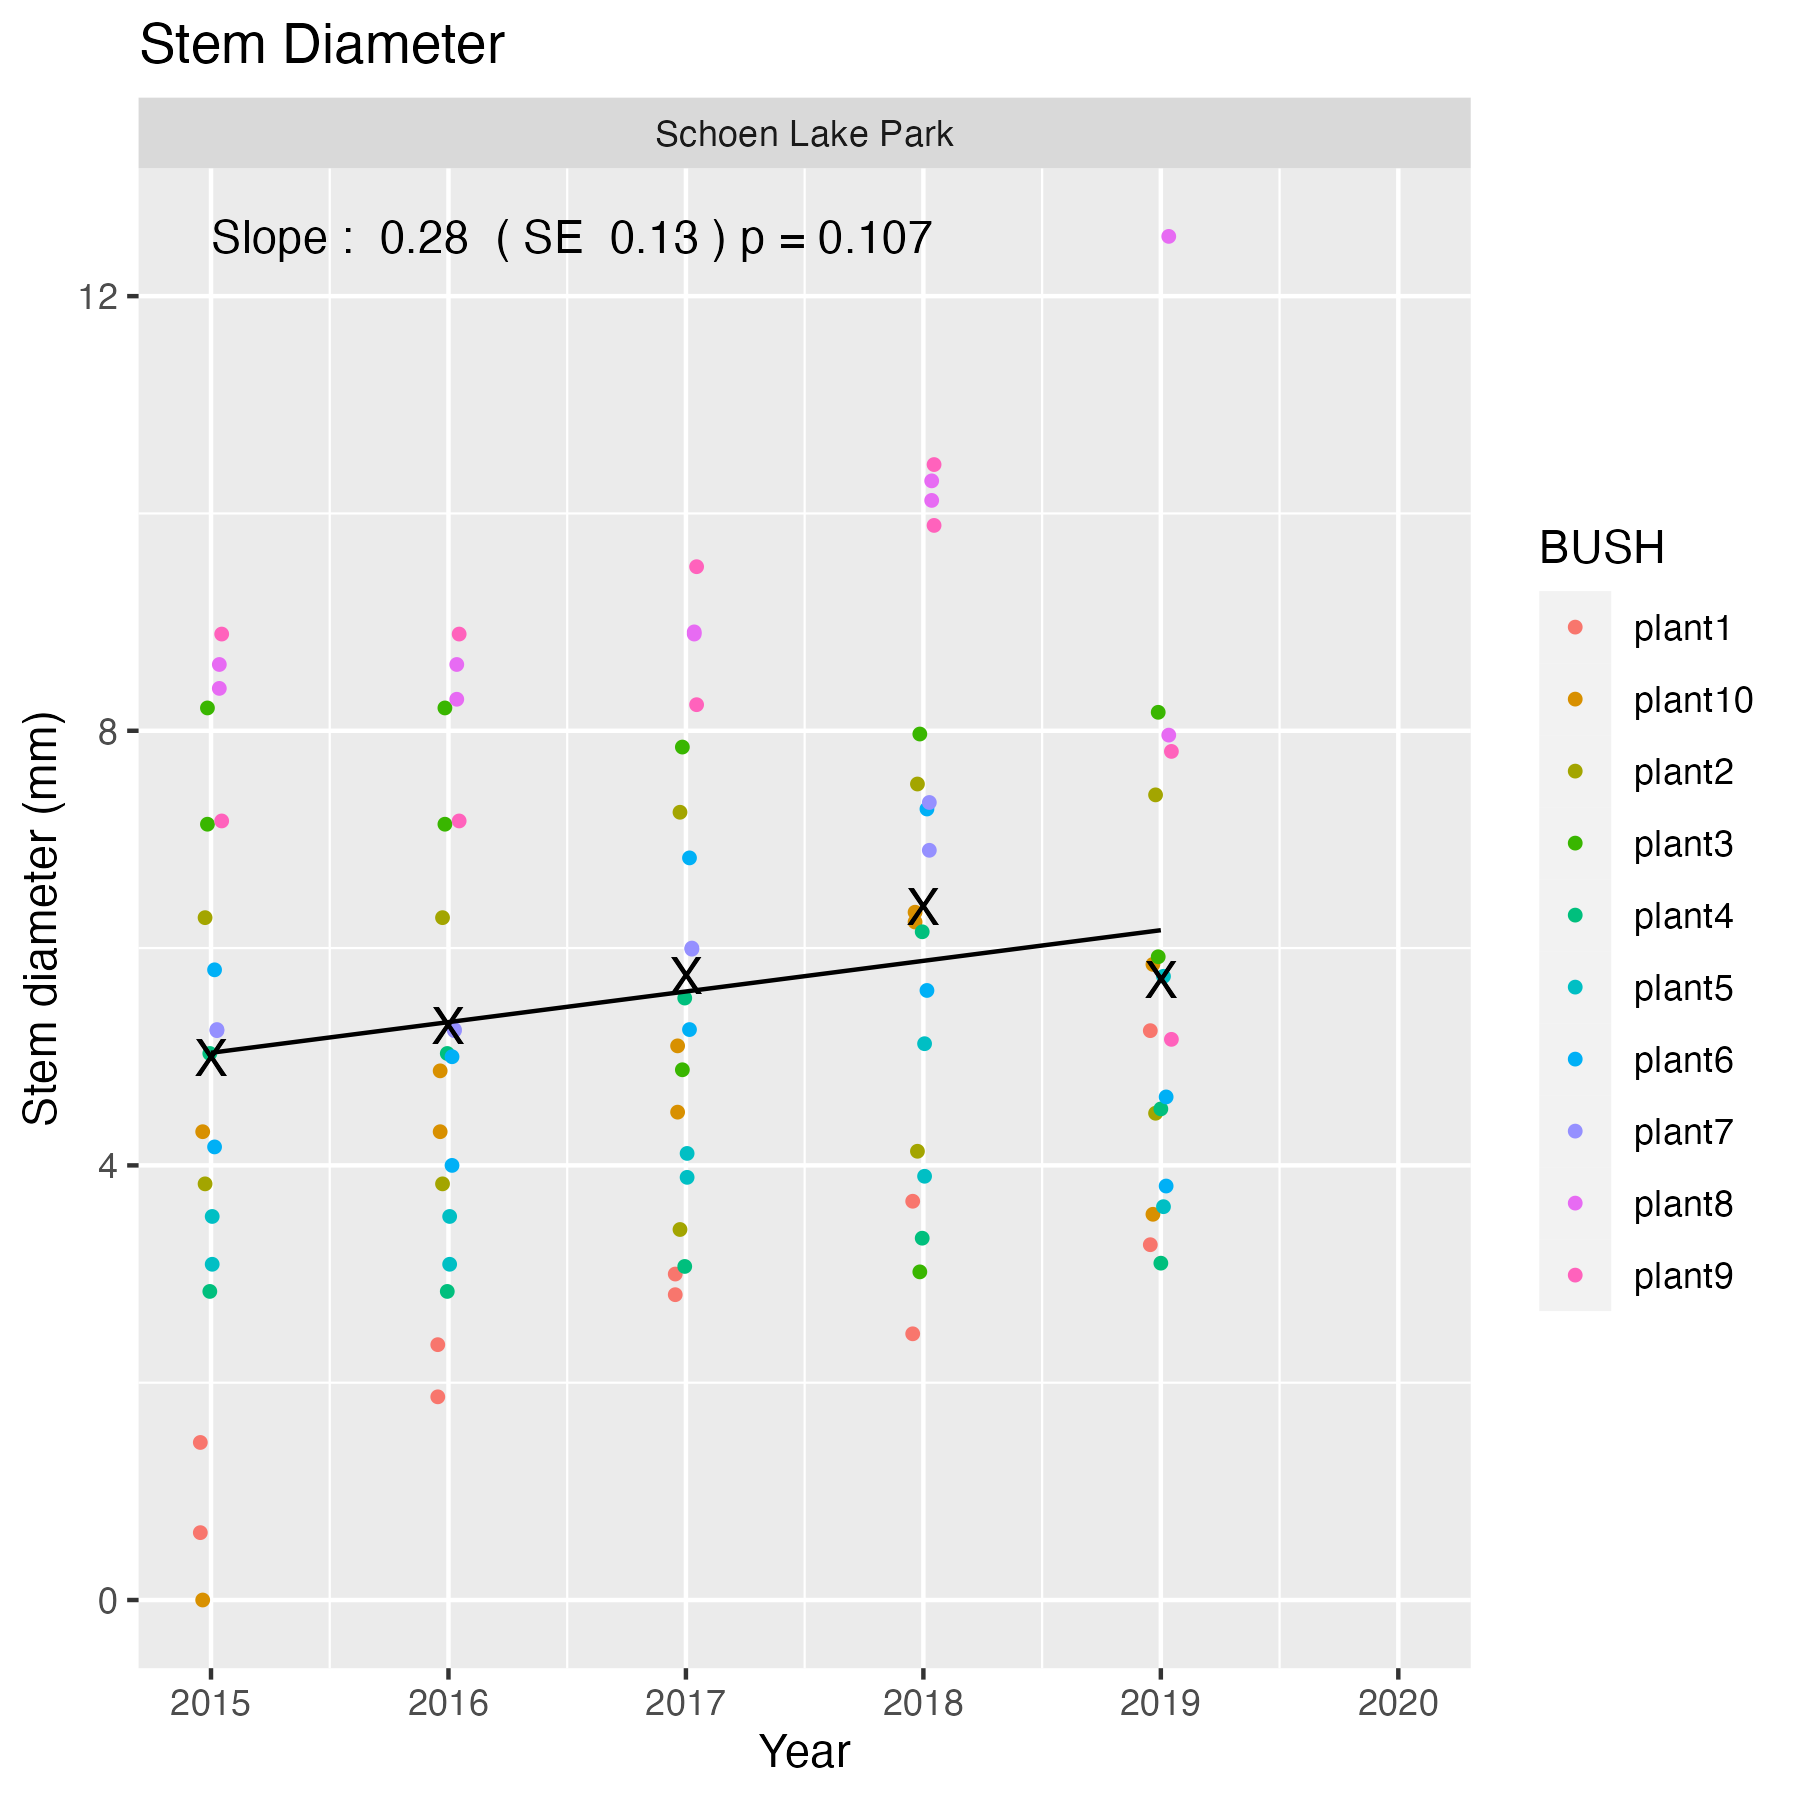 Stem Diameter
Schoen Lake Park
Slope :  0.28  ( SE  0.13 ) p = 0.107
12
8
4
0
Stem diameter (mm)
X X X X X
2015 2016 2017 2018 2019 2020
Year
BUSH
plant1
plant10
plant2
plant3
plant4
plant5
plant6
plant7
plant8
plant9